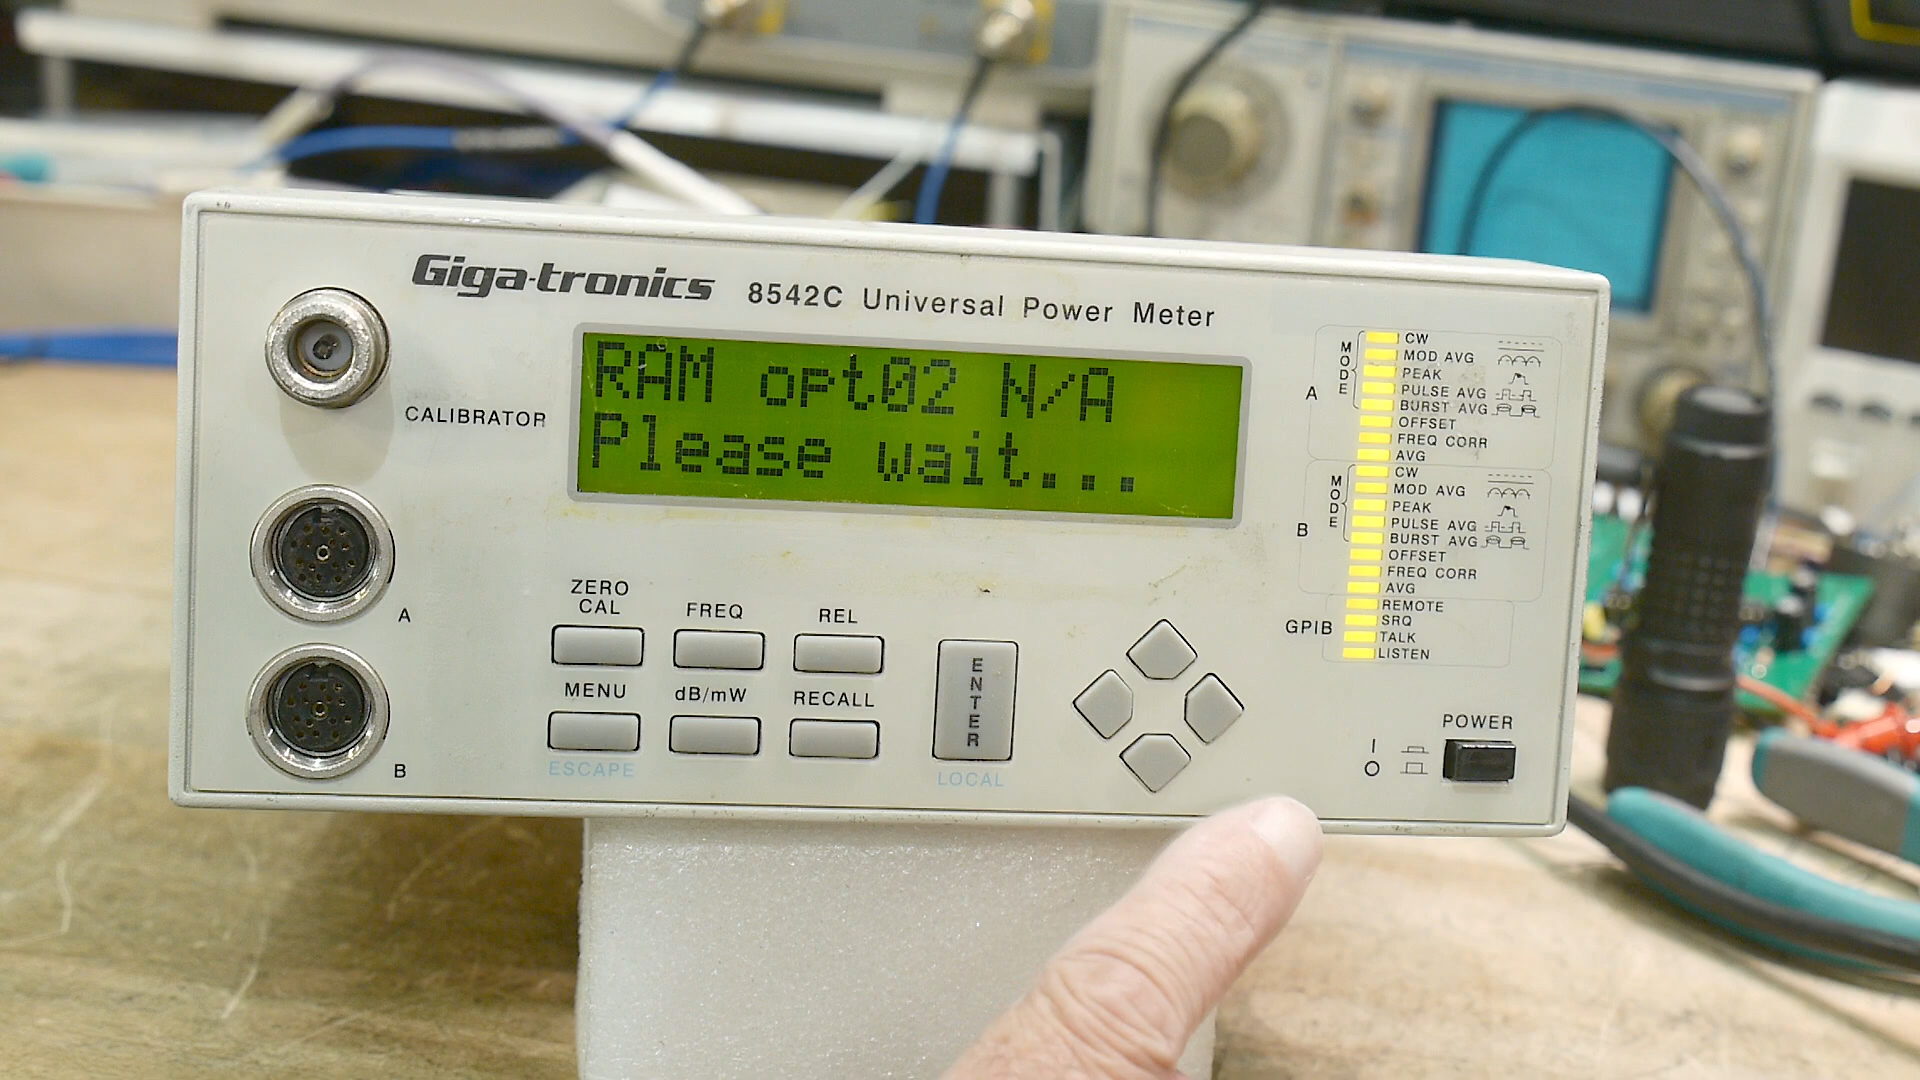 Giga-tronics 8542C Universal Power Meter
RAM opt02 N/A
Please wait...
CALIBRATOR
A
B
ZERO
CAL
FREQ
REL
MENU
dB/mW
RECALL
ESCAPE
ENTER
LOCAL
A
MODE
CW
MOD AVG
PEAK
PULSE AVG
BURST AVG
OFFSET
FREQ CORR
AVG
B
MODE
CW
MOD AVG
PEAK
PULSE AVG
BURST AVG
OFFSET
FREQ CORR
AVG
GPIB
REMOTE
SRQ
TALK
LISTEN
POWER
I
O